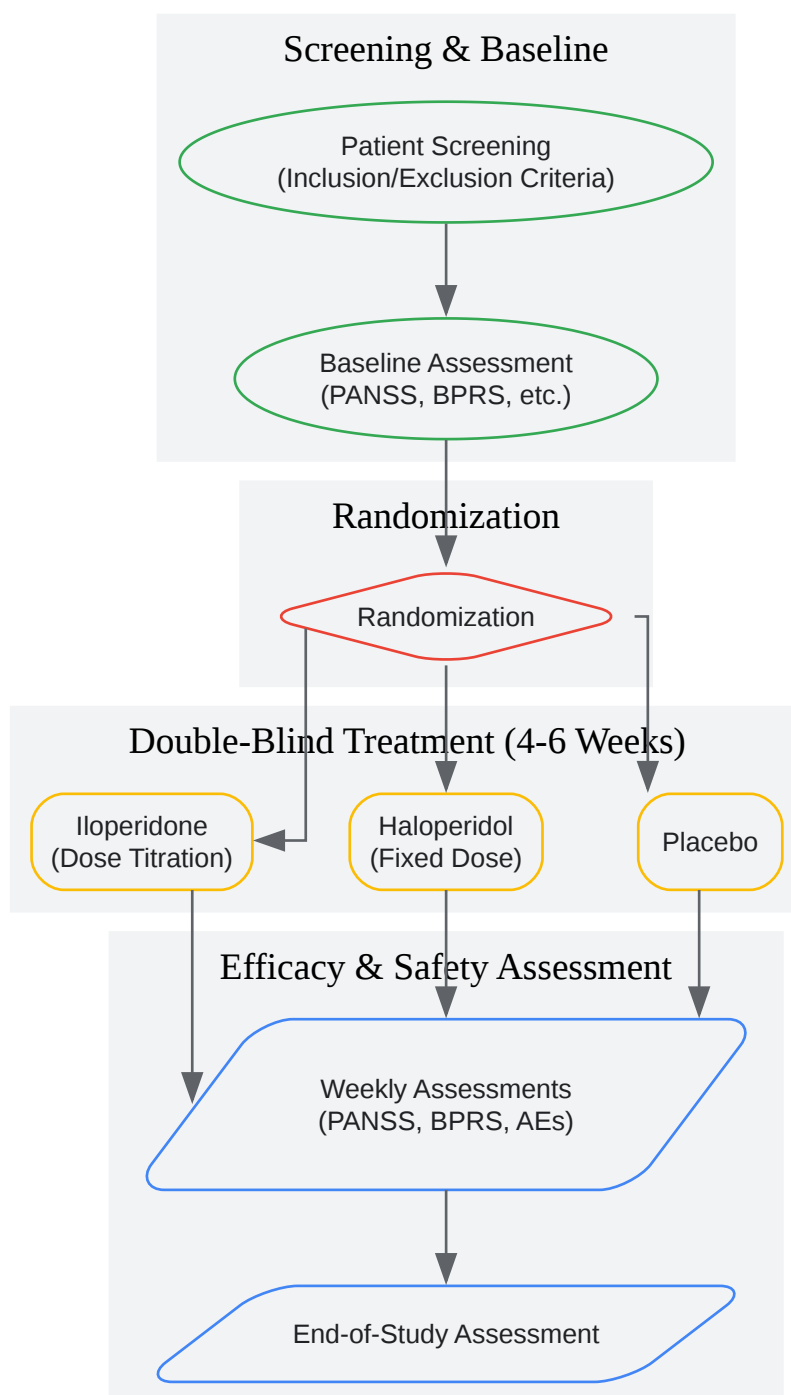 Screening & Baseline
Patient Screening
(Inclusion/Exclusion Criteria)
Baseline Assessment
(PANSS, BPRS, etc.)
Randomization
Randomization
Double-Blind Treatment (4-6 Weeks)
Iloperidone
(Dose Titration)
Haloperidol
(Fixed Dose)
Placebo
Efficacy & Safety Assessment
Weekly Assessments
(PANSS, BPRS, AEs)
End-of-Study Assessment